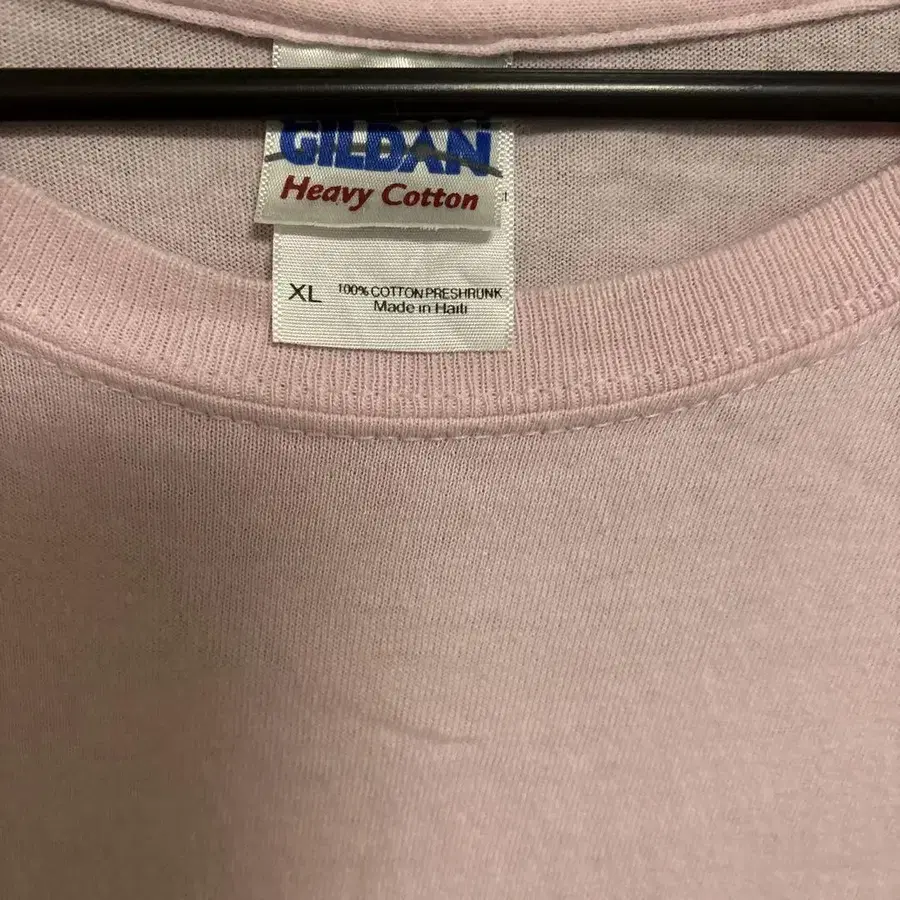 GILDAN
Heavy Cotton
XL 100% COTTON PRESHRUNK
Made in Haiti